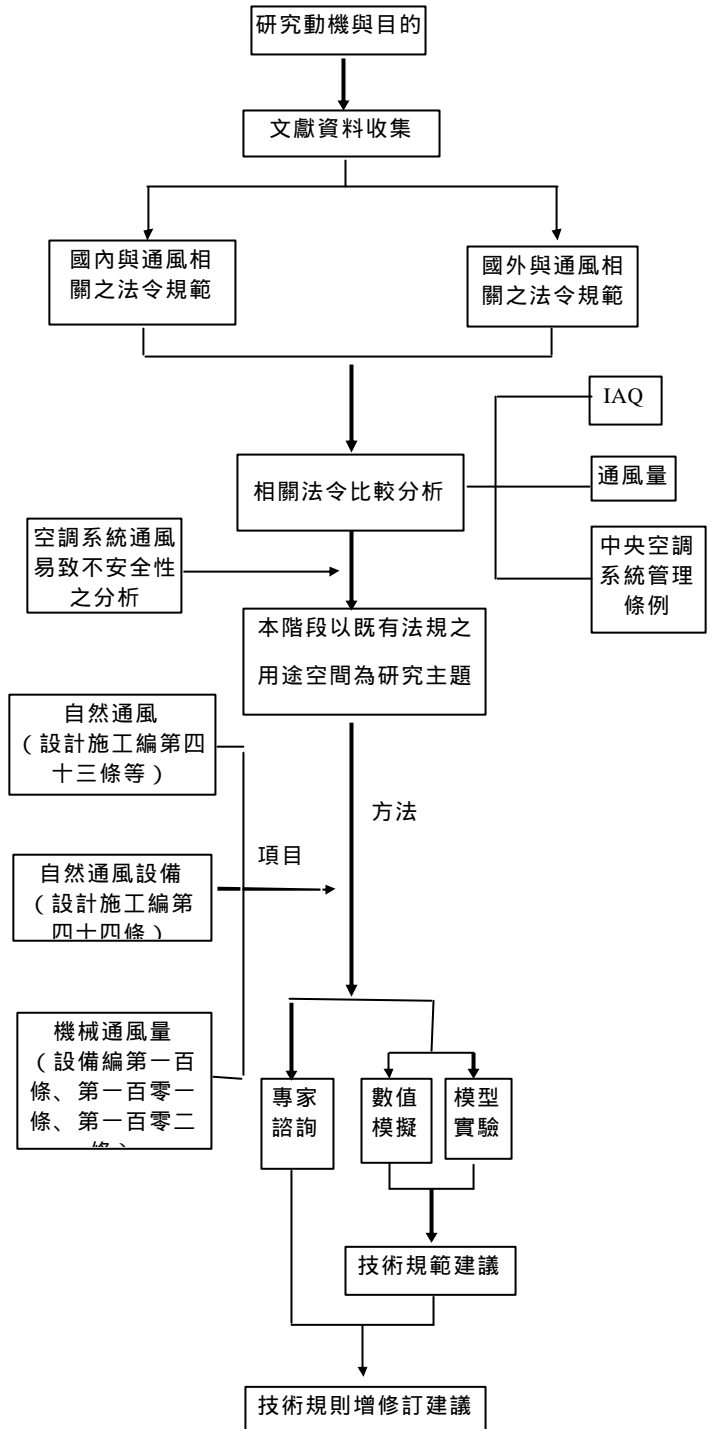 研究動機與目的
文獻資料收集
國內與通風相
關之法令規範
國外與通風相
關之法令規範
IAQ
相關法令比較分析
通風量
中央空調
系統管理
條例
空調系統通風
易致不安全性
之分析
本階段以既有法規之
用途空間為研究主題
自然通風
（設計施工編第四
十三條等）
方法
項目
自然通風設備
（設計施工編第
四十四條）
機械通風量
（設備編第一百
條、第一百零一
條、第一百零二
條）
專家
諮詢
數值
模擬
模型
實驗
技術規範建議
技術規則增修訂建議